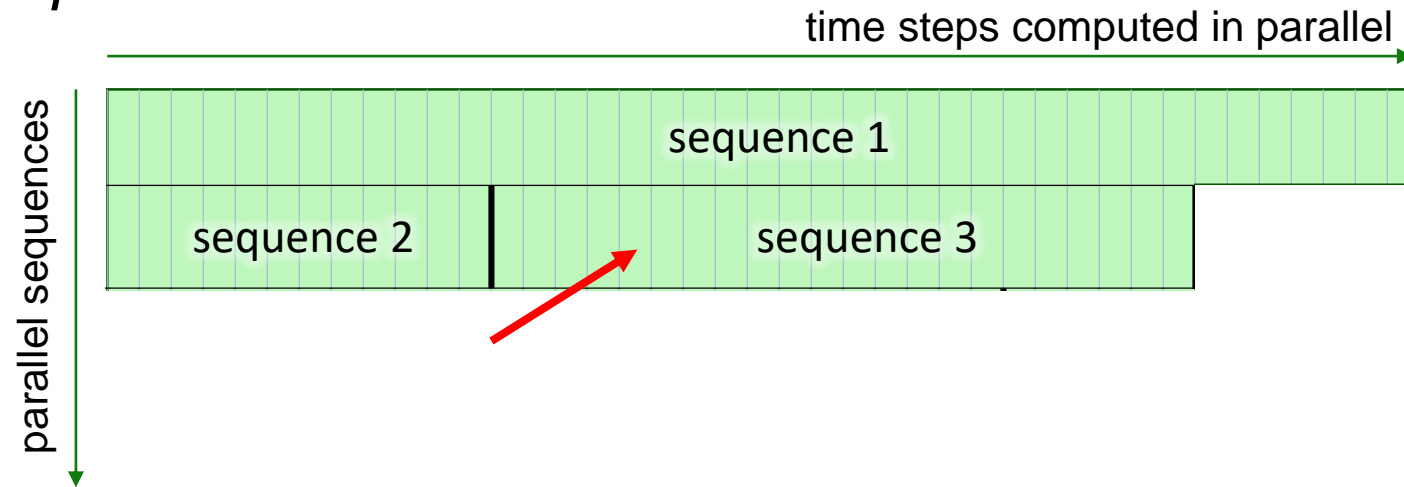 time steps computed in parallel
parallel sequences
sequence 1
sequence 2
sequence 3